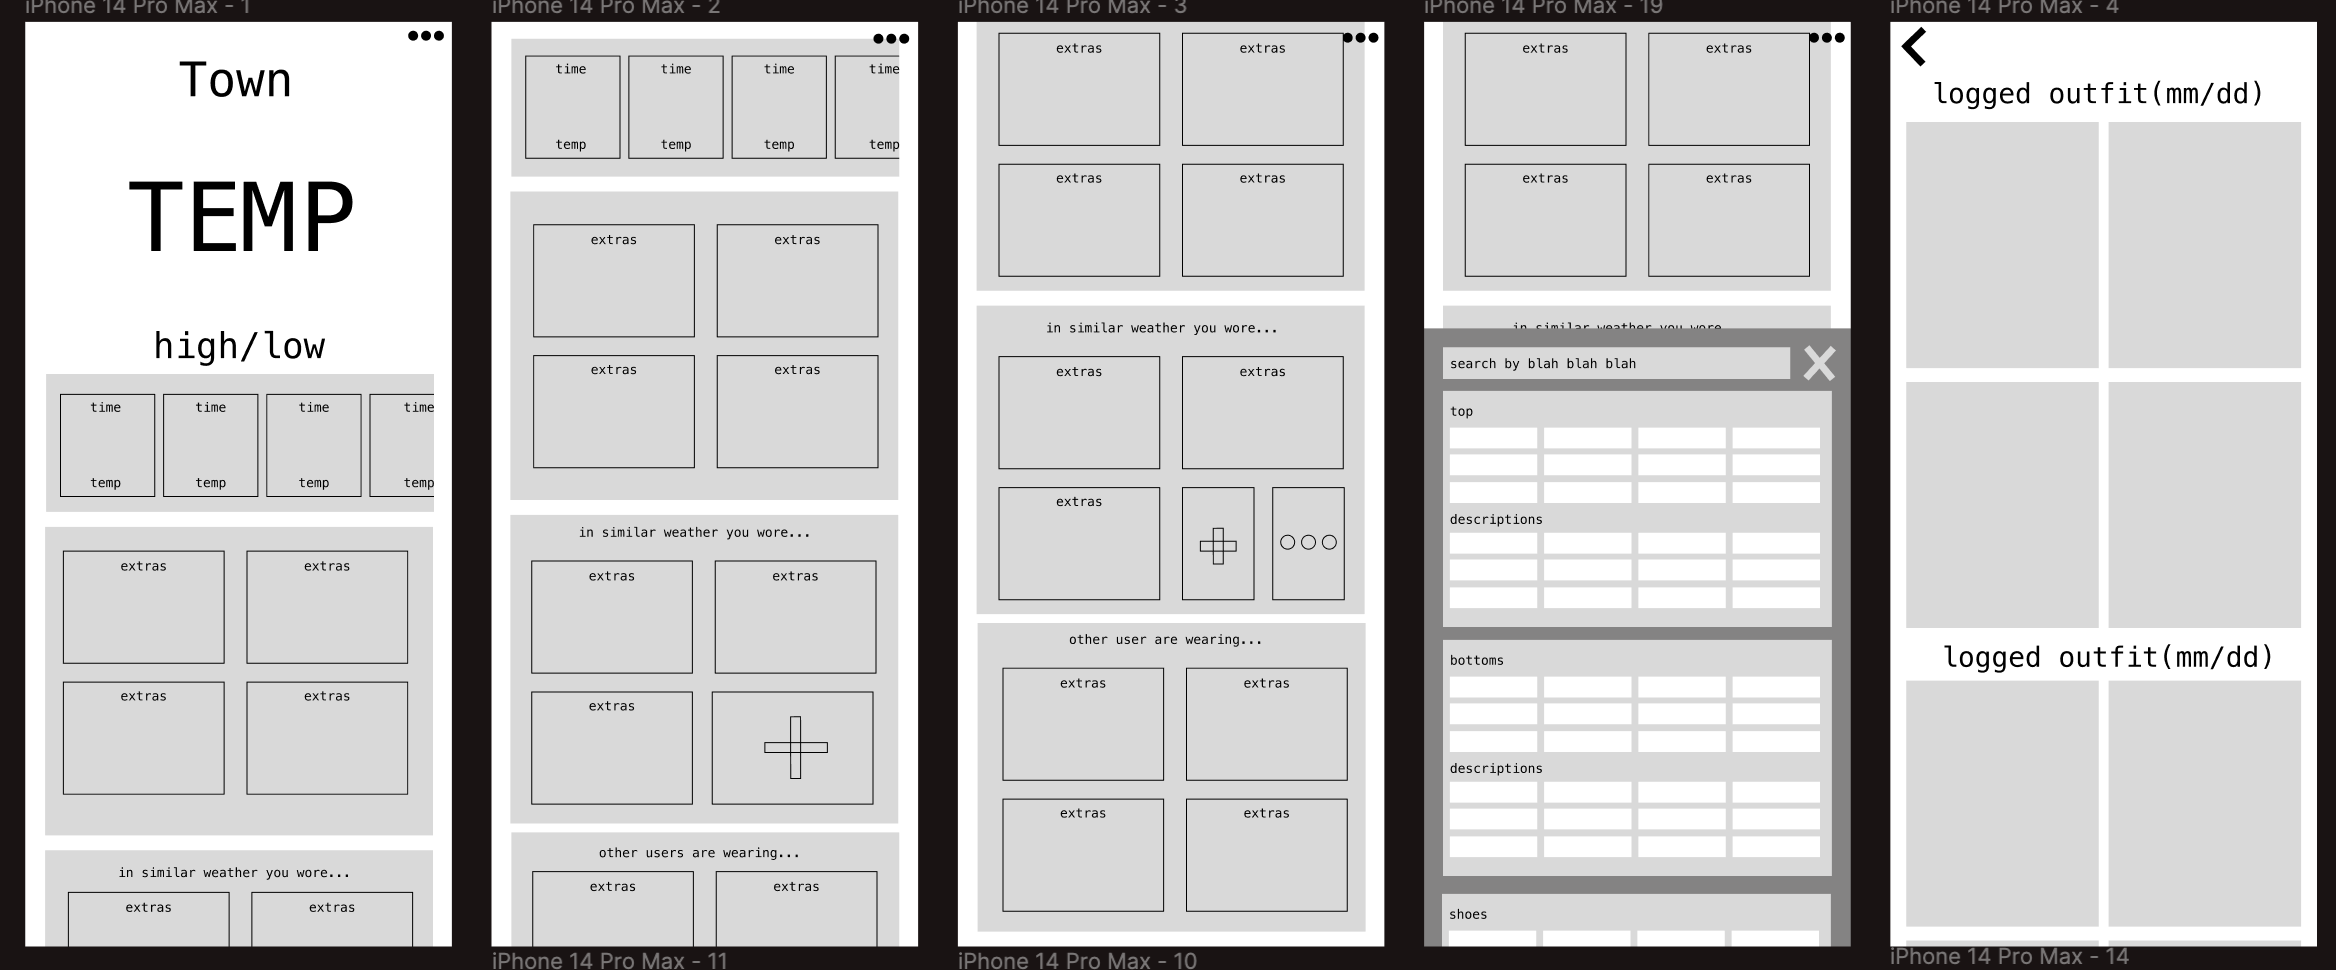 iPhone 14 Pro Max - 1
Town
TEMP
high/low
time time time time
temp temp temp temp
extras extras
extras extras
in similar weather you wore...
extras extras
iPhone 14 Pro Max - 2
time time time time
temp temp temp temp
extras extras
extras extras
in similar weather you wore...
extras extras
extras
other users are wearing...
extras extras
iPhone 14 Pro Max - 11
iPhone 14 Pro Max - 3
extras extras
extras extras
in similar weather you wore...
extras extras
extras
other user are wearing...
extras extras
extras extras
iPhone 14 Pro Max - 10
iPhone 14 Pro Max - 19
extras extras
extras extras
in similar weather you wore
search by blah blah blah
top
descriptions
bottoms
descriptions
shoes
iPhone 14 Pro Max - 4
logged outfit(mm/dd)
logged outfit(mm/dd)
iPhone 14 Pro Max - 14